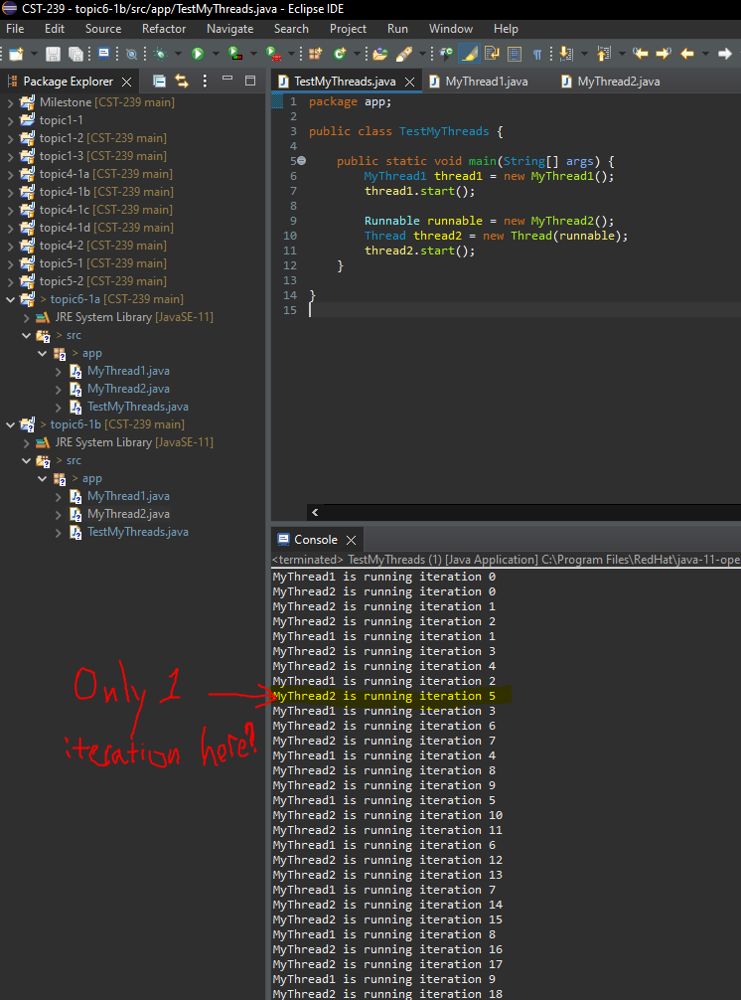 CST-239 - topic6-1b/src/app/TestMyThreads.java - Eclipse IDE
File Edit Source Refactor Navigate Search Project Run Window Help
Package Explorer
Milestone [CST-239 main]
topic1-1
topic1-2 [CST-239 main]
topic1-3 [CST-239 main]
topic4-1a [CST-239 main]
topic4-1b [CST-239 main]
topic4-1c [CST-239 main]
topic4-1d [CST-239 main]
topic4-2 [CST-239 main]
topic5-1 [CST-239 main]
topic5-2 [CST-239 main]
> topic6-1a [CST-239 main]
JRE System Library [JavaSE-11]
> src
> app
MyThread1.java
MyThread2.java
TestMyThreads.java
> topic6-1b [CST-239 main]
JRE System Library [JavaSE-11]
> src
> app
MyThread1.java
MyThread2.java
TestMyThreads.java
TestMyThreads.java MyThread1.java MyThread2.java
1 package app;
2
3 public class TestMyThreads {
4
5 public static void main(String[] args) {
6 MyThread1 thread1 = new MyThread1();
7 thread1.start();
8
9 Runnable runnable = new MyThread2();
10 Thread thread2 = new Thread(runnable);
11 thread2.start();
12 }
13
14 }
15
Console
<terminated> TestMyThreads (1) [Java Application] C:\Program Files\RedHat\java-11-ope
MyThread1 is running iteration 0
MyThread2 is running iteration 0
MyThread2 is running iteration 1
MyThread2 is running iteration 2
MyThread1 is running iteration 1
MyThread2 is running iteration 3
MyThread2 is running iteration 4
MyThread1 is running iteration 2
MyThread2 is running iteration 5
MyThread1 is running iteration 3
MyThread2 is running iteration 6
MyThread2 is running iteration 7
MyThread1 is running iteration 4
MyThread2 is running iteration 8
MyThread2 is running iteration 9
MyThread1 is running iteration 5
MyThread2 is running iteration 10
MyThread2 is running iteration 11
MyThread1 is running iteration 6
MyThread2 is running iteration 12
MyThread2 is running iteration 13
MyThread1 is running iteration 7
MyThread2 is running iteration 14
MyThread2 is running iteration 15
MyThread1 is running iteration 8
MyThread2 is running iteration 16
MyThread2 is running iteration 17
MyThread1 is running iteration 9
MyThread2 is running iteration 18
Only 1
iteration here?